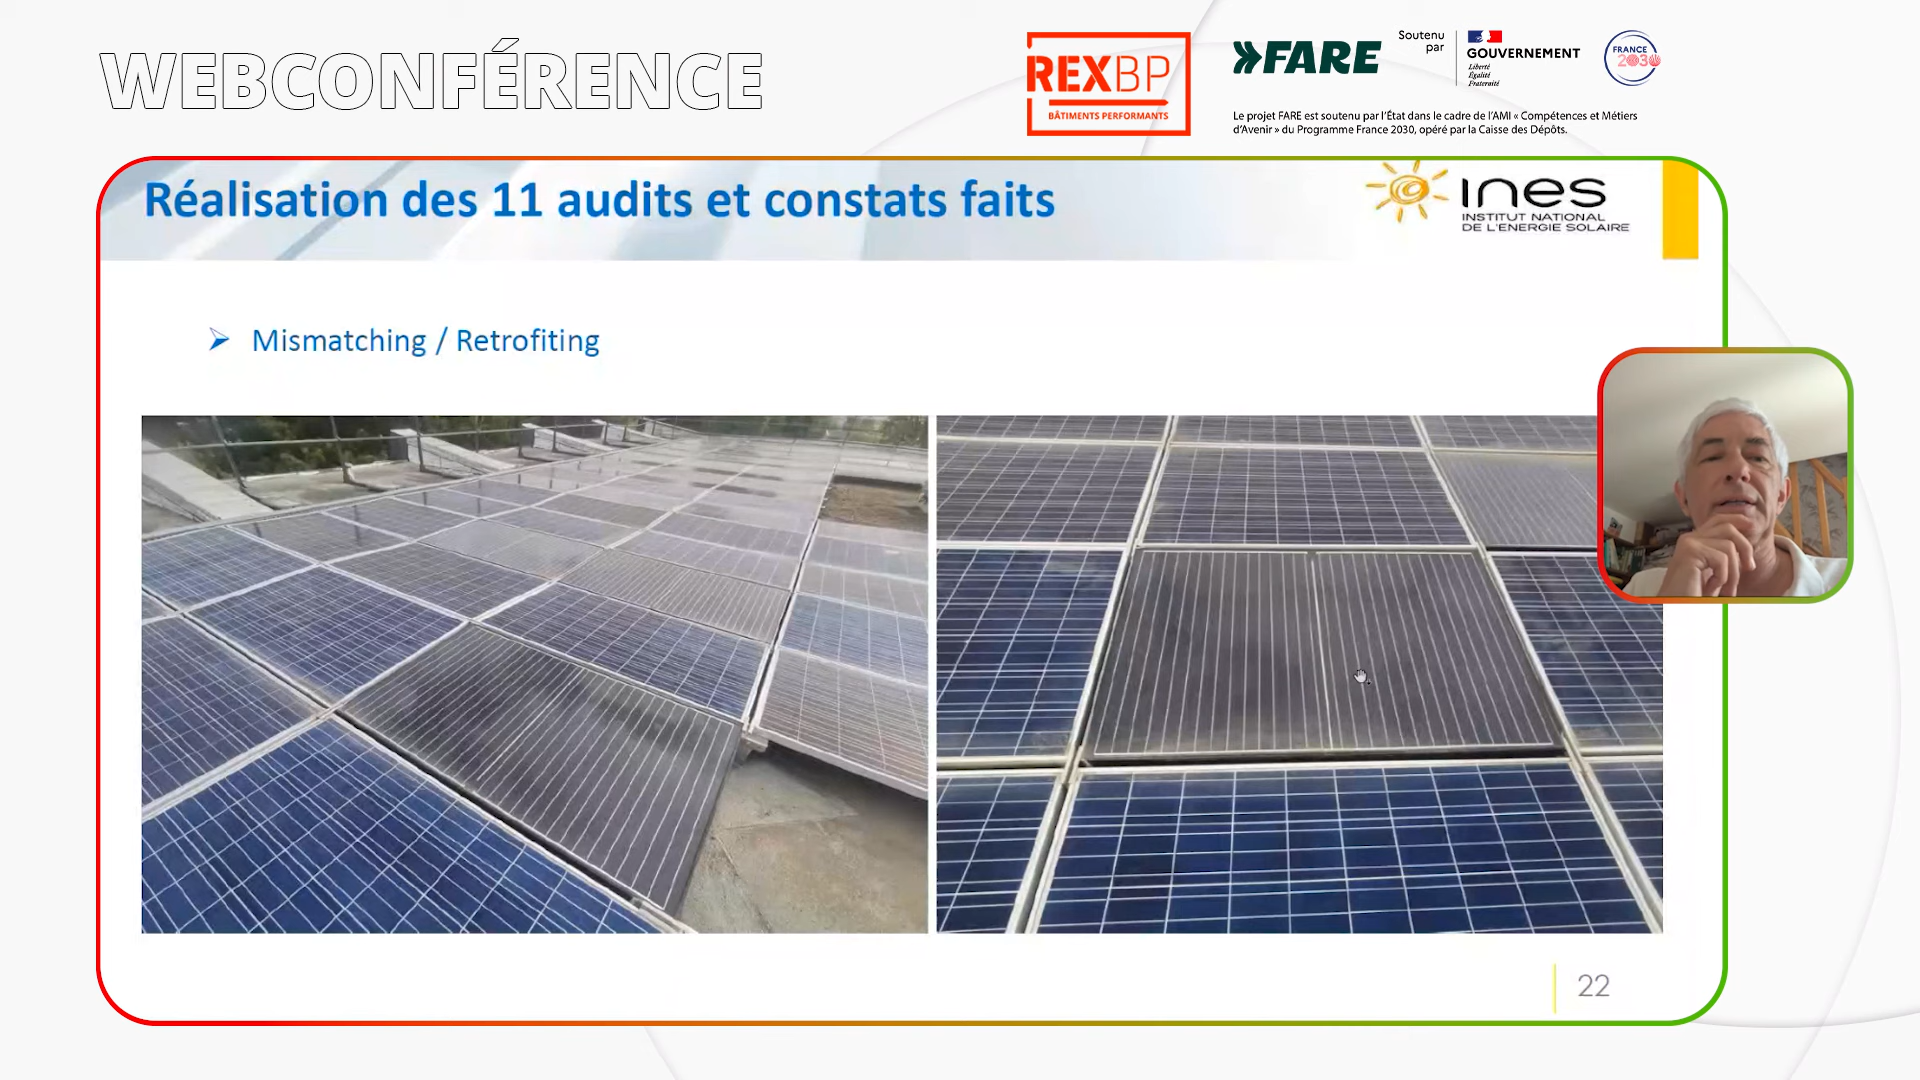 WEBCONFÉRENCE
REXBP
BÂTIMENTS PERFORMANTS
FARE
Soutenu
par
GOUVERNEMENT
Liberté
Égalité
Fraternité
FRANCE
2030
Le projet FARE est soutenu par l'État dans le cadre de l'AMI « Compétences et Métiers
d'Avenir » du Programme France 2030, opéré par la Caisse des Dépôts.
Réalisation des 11 audits et constats faits
ines
INSTITUT NATIONAL
DE L'ENERGIE SOLAIRE
Mismatching / Retrofiting
22